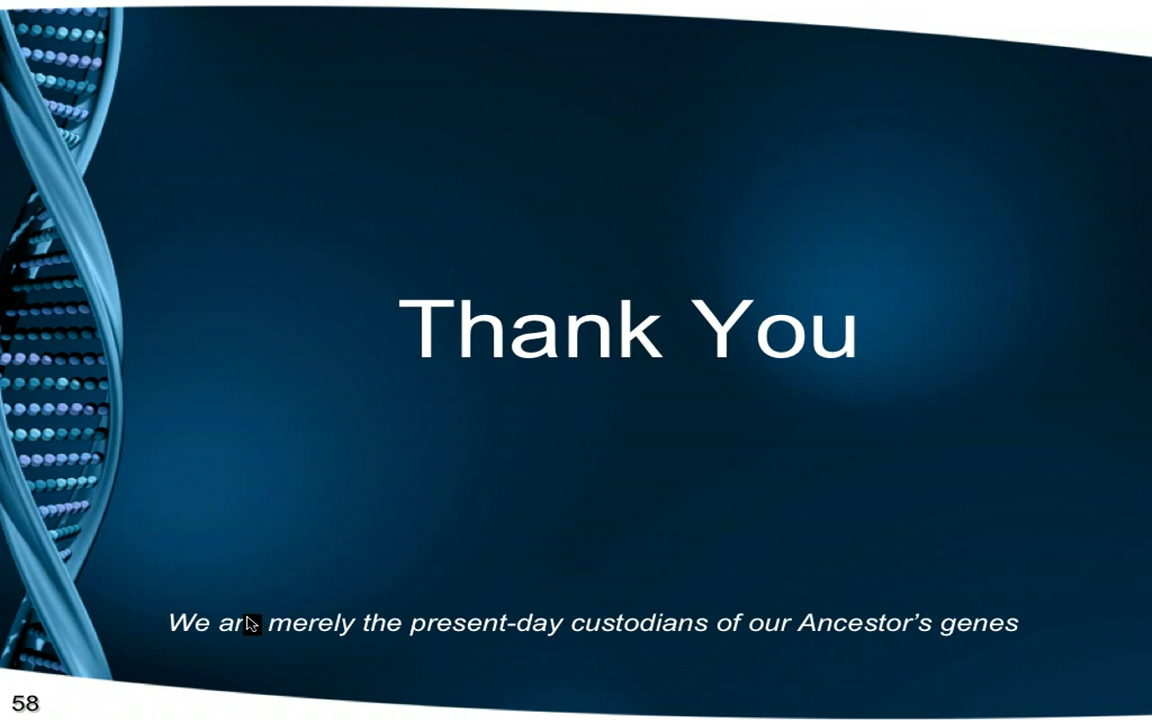 Thank You
We are merely the present-day custodians of our Ancestor’s genes
58